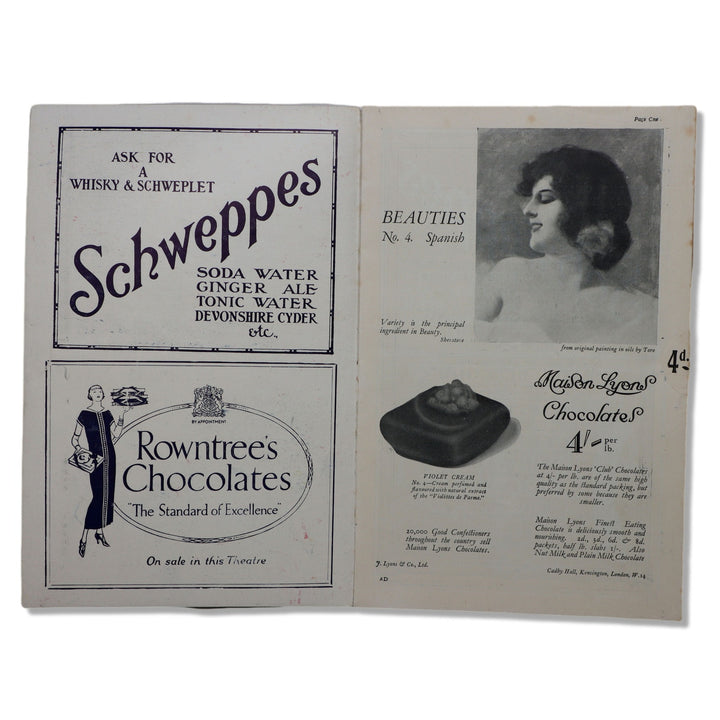 ASK FOR
A
WHISKY & SCHWEPLET
Schweppes
SODA WATER
GINGER ALE
TONIC WATER
DEVONSHIRE CYDER
etc.,
BY APPOINTMENT
Rowntree's
Chocolates
"The Standard of Excellence"
On sale in this Theatre
Page One
BEAUTIES
No. 4. Spanish
Variety is the principal
ingredient in Beauty.
from original painting in oils by Tere
4d.
Maison Lyons
Chocolates
4/- per
lb.
VIOLET CREAM
No. 4—Cream perfumed and
flavoured with natural extract
of the "Violettes de Parma."
The Maison Lyons 'Club' Chocolates
at 4/- per lb. are of the same high
quality as the standard packing, but
preferred by some because they are
smaller.
20,000 Good Confectioners
throughout the country sell
Maison Lyons Chocolates.
Maison Lyons Finest Eating
Chocolate is deliciously smooth and
nourishing. 2d., 3d., 6d. & 8d.
packets, half lb. slabs 1/-. Also
Nut Milk and Plain Milk Chocolate
J. Lyons & Co., Ltd.
Cadby Hall, Kensington, London, W.14
AD